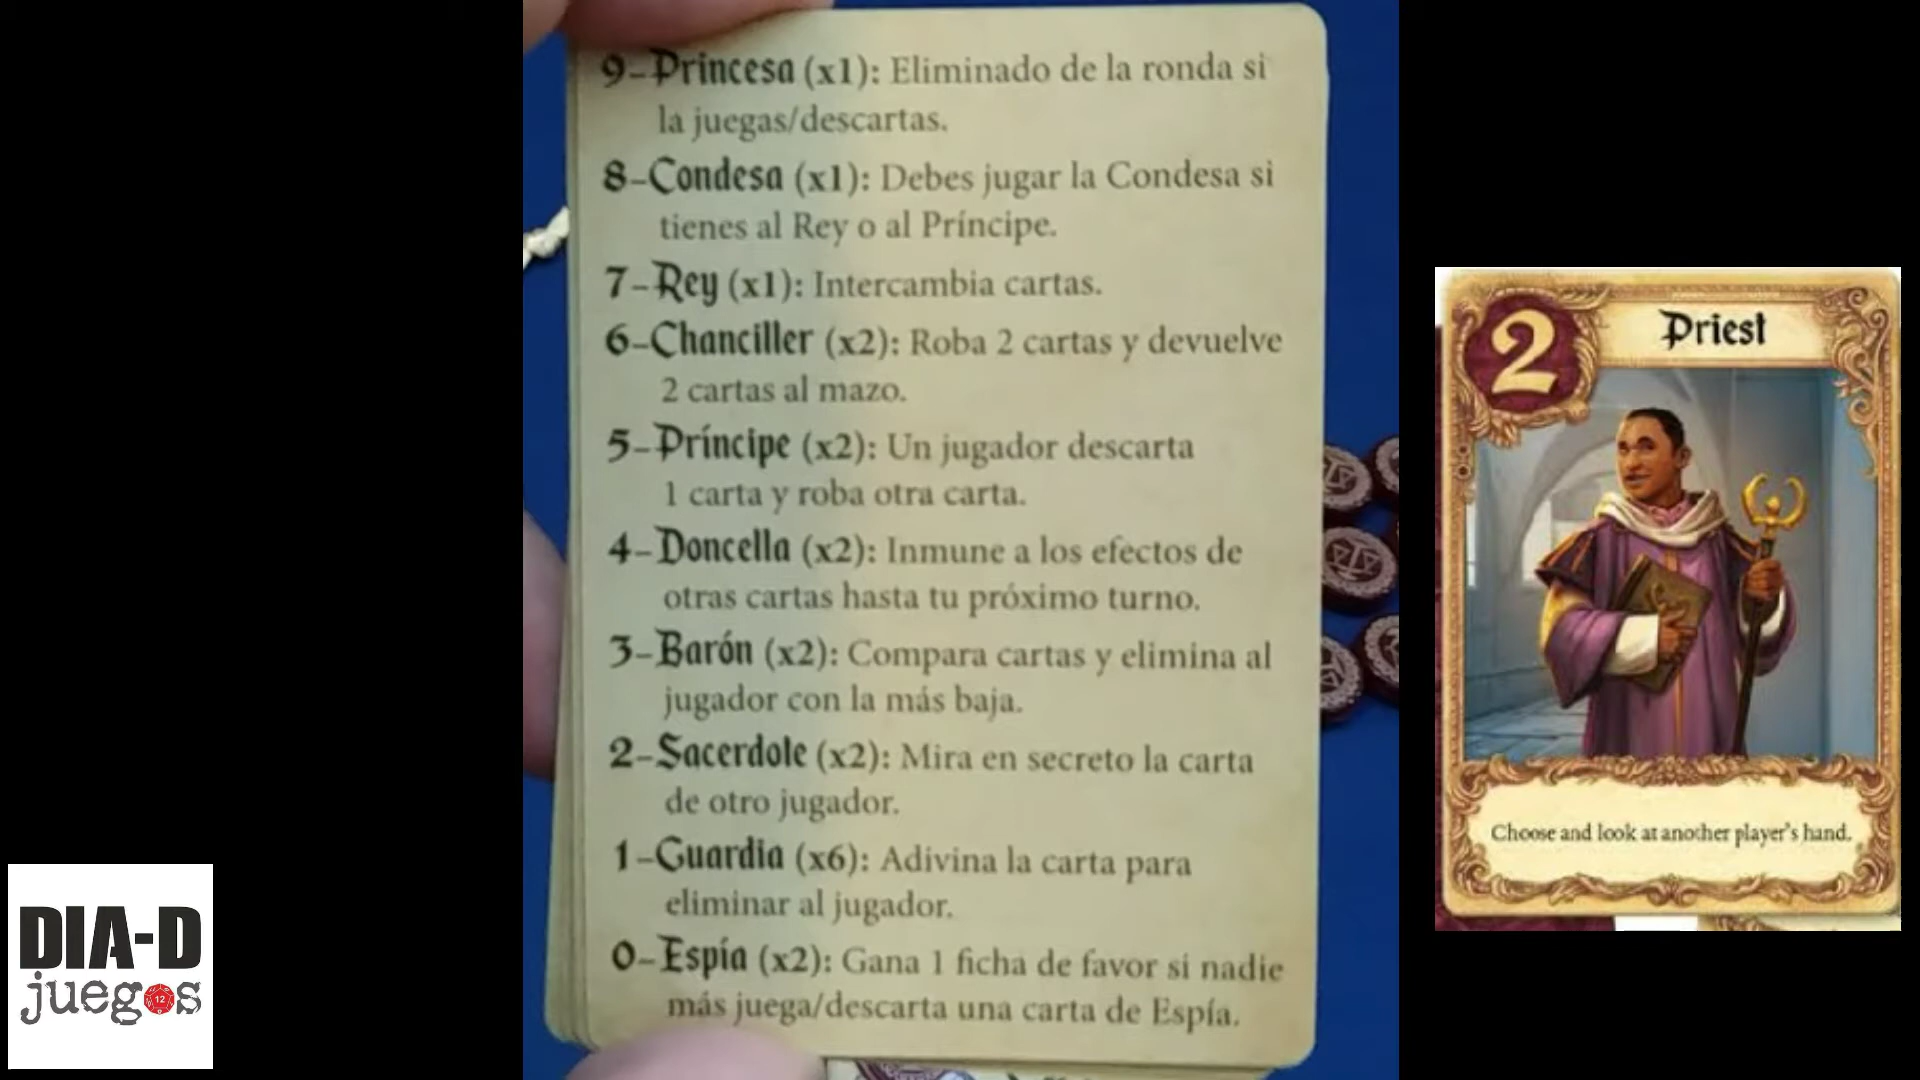 9-Princesa (x1): Eliminado de la ronda si
la juegas/descartas.
8-Condesa (x1): Debes jugar la Condesa si
tienes al Rey o al Príncipe.
7-Rey (x1): Intercambia cartas.
6-Chanciller (x2): Roba 2 cartas y devuelve
2 cartas al mazo.
5-Príncipe (x2): Un jugador descarta
1 carta y roba otra carta.
4-Doncella (x2): Inmune a los efectos de
otras cartas hasta tu próximo turno.
3-Barón (x2): Compara cartas y elimina al
jugador con la más baja.
2-Sacerdote (x2): Mira en secreto la carta
de otro jugador.
1-Guardia (x6): Adivina la carta para
eliminar al jugador.
0-Espía (x2): Gana 1 ficha de favor si nadie
más juega/descarta una carta de Espía.
2
Priest
Choose and look at another player's hand.
DIA-D
juegos
12